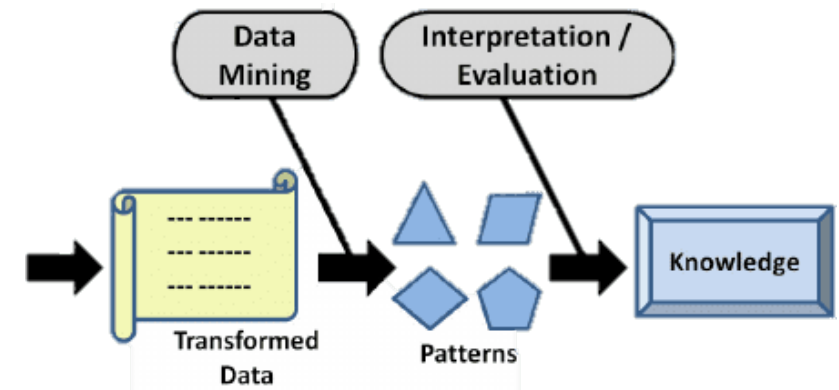 Data
Mining
Interpretation /
Evaluation
--- ------
--- ------
--- ------
Knowledge
Transformed
Data
Patterns